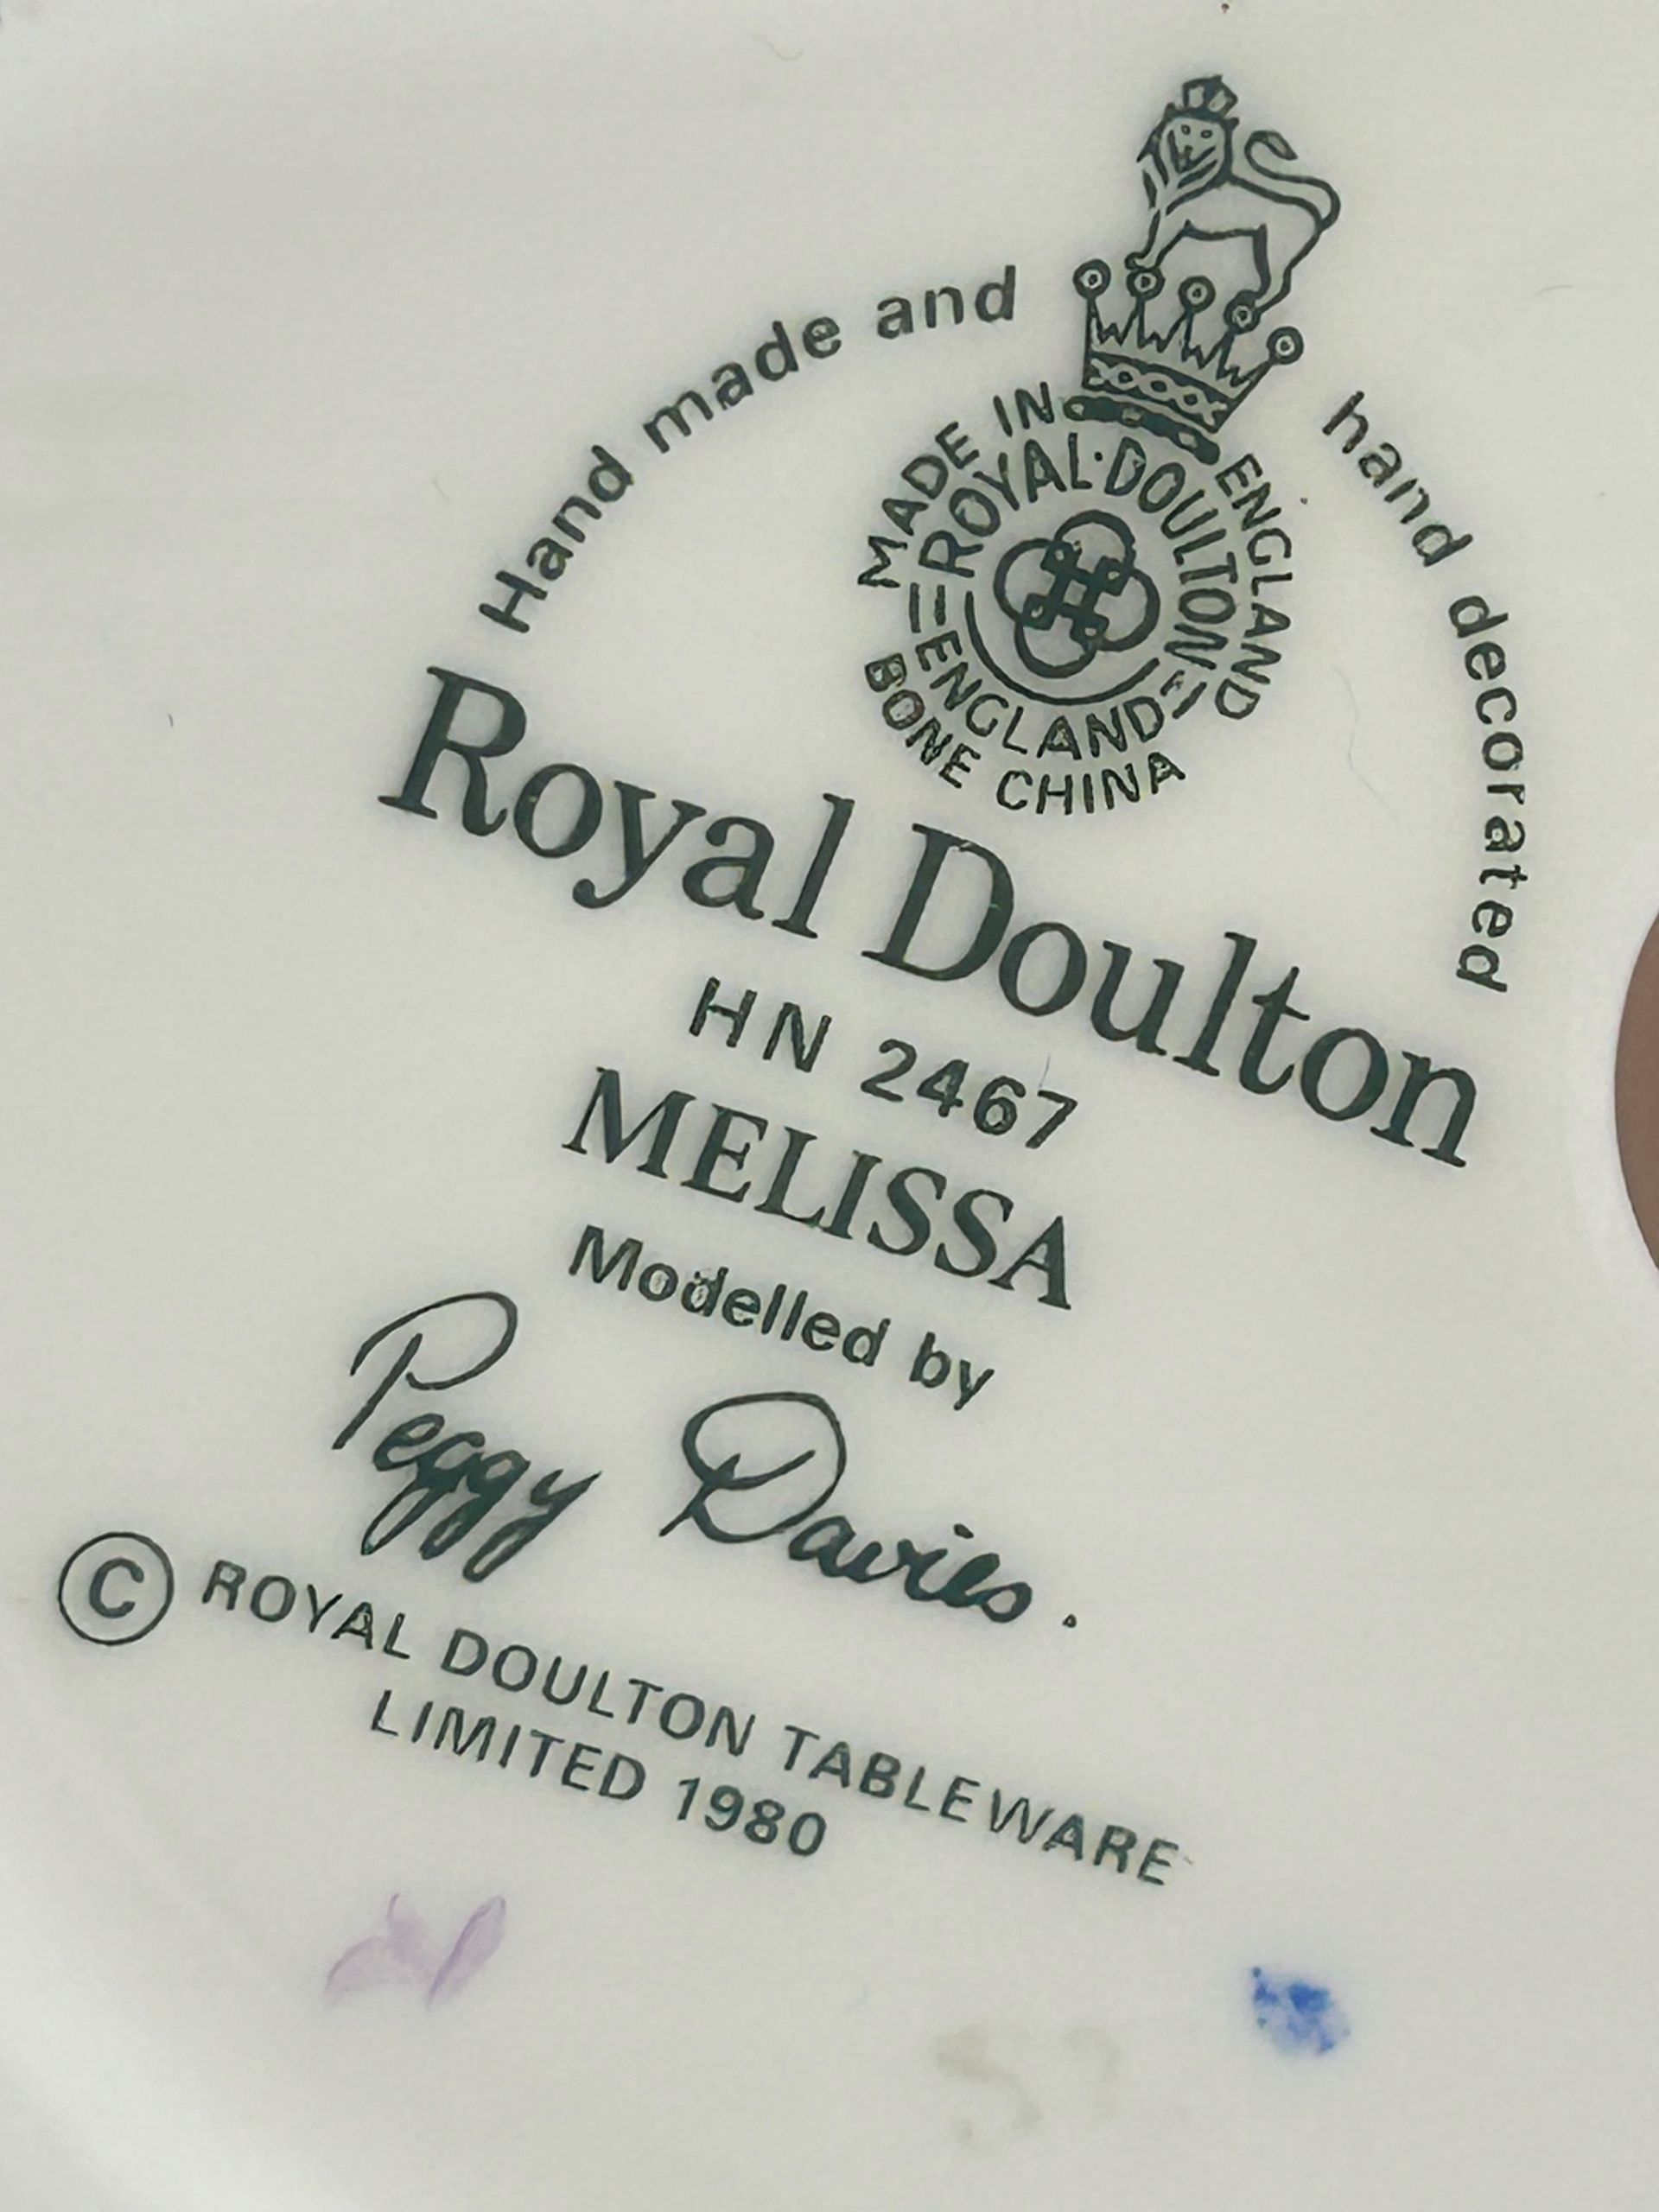 Hand made and hand decorated
MADE IN ENGLAND
ROYAL·DOULTON
ENGLAND
BONE CHINA
Royal Doulton
HN 2467
MELISSA
Modelled by
Peggy Davies.
© ROYAL DOULTON TABLEWARE
LIMITED 1980